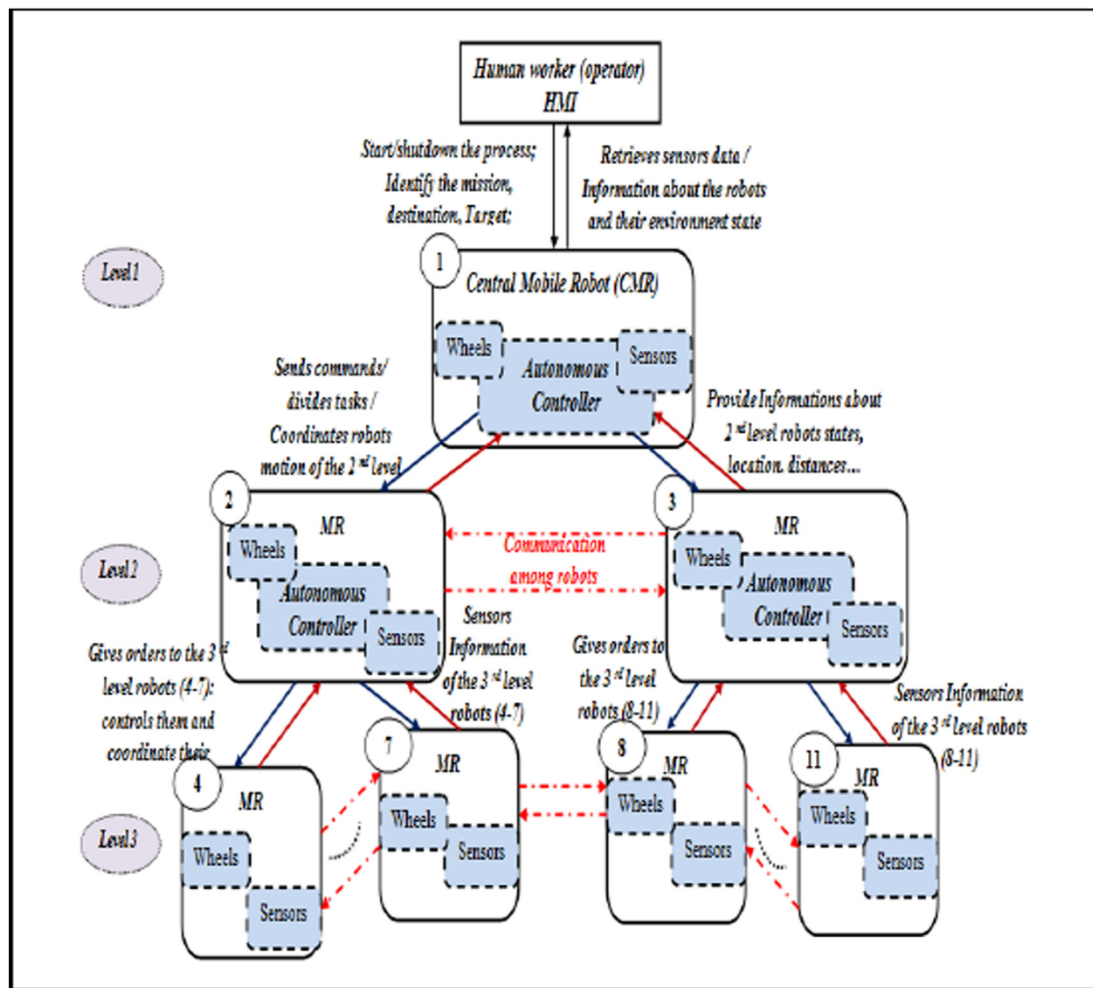 Human worker (operator)
HMI
Start/shutdown the process;
Identify the mission,
destination, Target;
Retrieves sensors data /
Information about the robots
and their environment state
Level 1
1
Central Mobile Robot (CMR)
Wheels
Sensors
Autonomous
Controller
Sends commands/
divides tasks /
Coordinates robots
motion of the 2nd level
Provide Informations about
2nd level robots states,
location, distances...
Level 2
2
MR
Wheels
Autonomous
Controller
Sensors
Communication
among robots
3
MR
Wheels
Autonomous
Controller
Sensors
Gives orders to the 3rd
level robots (4-7):
controls them and
coordinate their
Sensors
Information
of the 3rd level
robots (4-7)
Gives orders to
the 3rd level
robots (8-11)
Sensors Information
of the 3rd level robots
(8-11)
Level 3
4
MR
Wheels
Sensors
7
MR
Wheels
Sensors
8
MR
Wheels
Sensors
11
MR
Wheels
Sensors